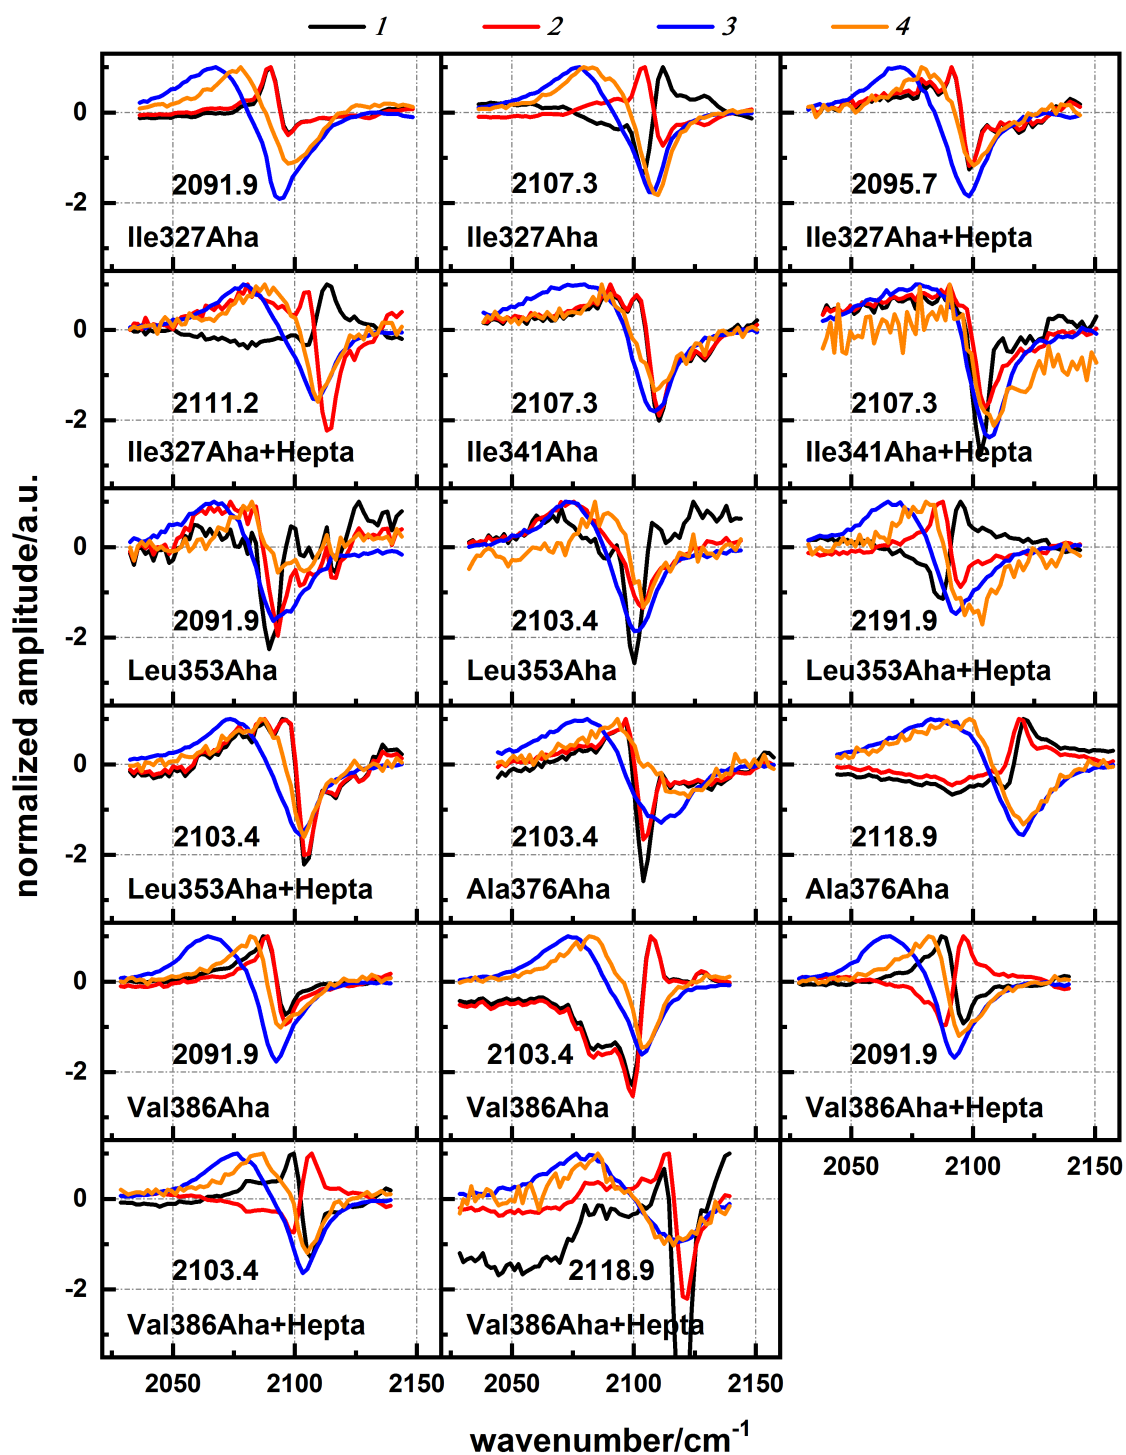 1 2 3 4
0
-2
2091.9
Ile327Aha
2107.3
Ile327Aha
2095.7
Ile327Aha+Hepta
0
-2
2111.2
Ile327Aha+Hepta
2107.3
Ile341Aha
2107.3
Ile341Aha+Hepta
0
-2
2091.9
Leu353Aha
2103.4
Leu353Aha
2191.9
Leu353Aha+Hepta
0
-2
2103.4
Leu353Aha+Hepta
2103.4
Ala376Aha
2118.9
Ala376Aha
0
-2
2091.9
Val386Aha
2103.4
Val386Aha
2091.9
Val386Aha+Hepta
2050 2100 2150
0
-2
2103.4
Val386Aha+Hepta
2118.9
Val386Aha+Hepta
2050 2100 2150
2050 2100 2150
normalized amplitude/a.u.
wavenumber/cm⁻¹